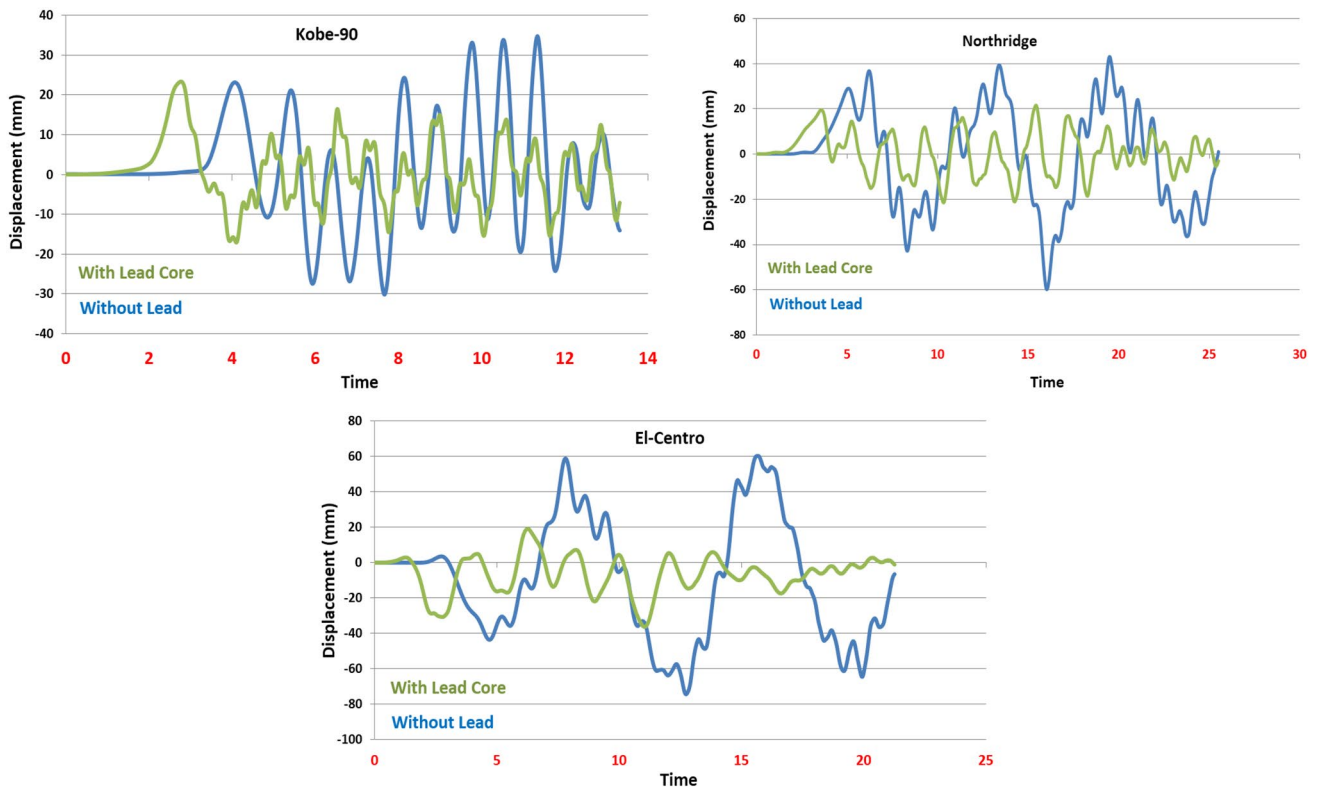 Kobe-90
Displacement (mm)
40
30
20
10
0
-10
-20
-30
-40
With Lead Core
Without Lead
0 2 4 6 8 10 12 14
Time
Northridge
Displacement (mm)
60
40
20
0
-20
-40
-60
-80
With Lead Core
Without Lead
0 5 10 15 20 25 30
Time
El-Centro
Displacement (mm)
80
60
40
20
0
-20
-40
-60
-80
-100
With Lead Core
Without Lead
0 5 10 15 20 25
Time